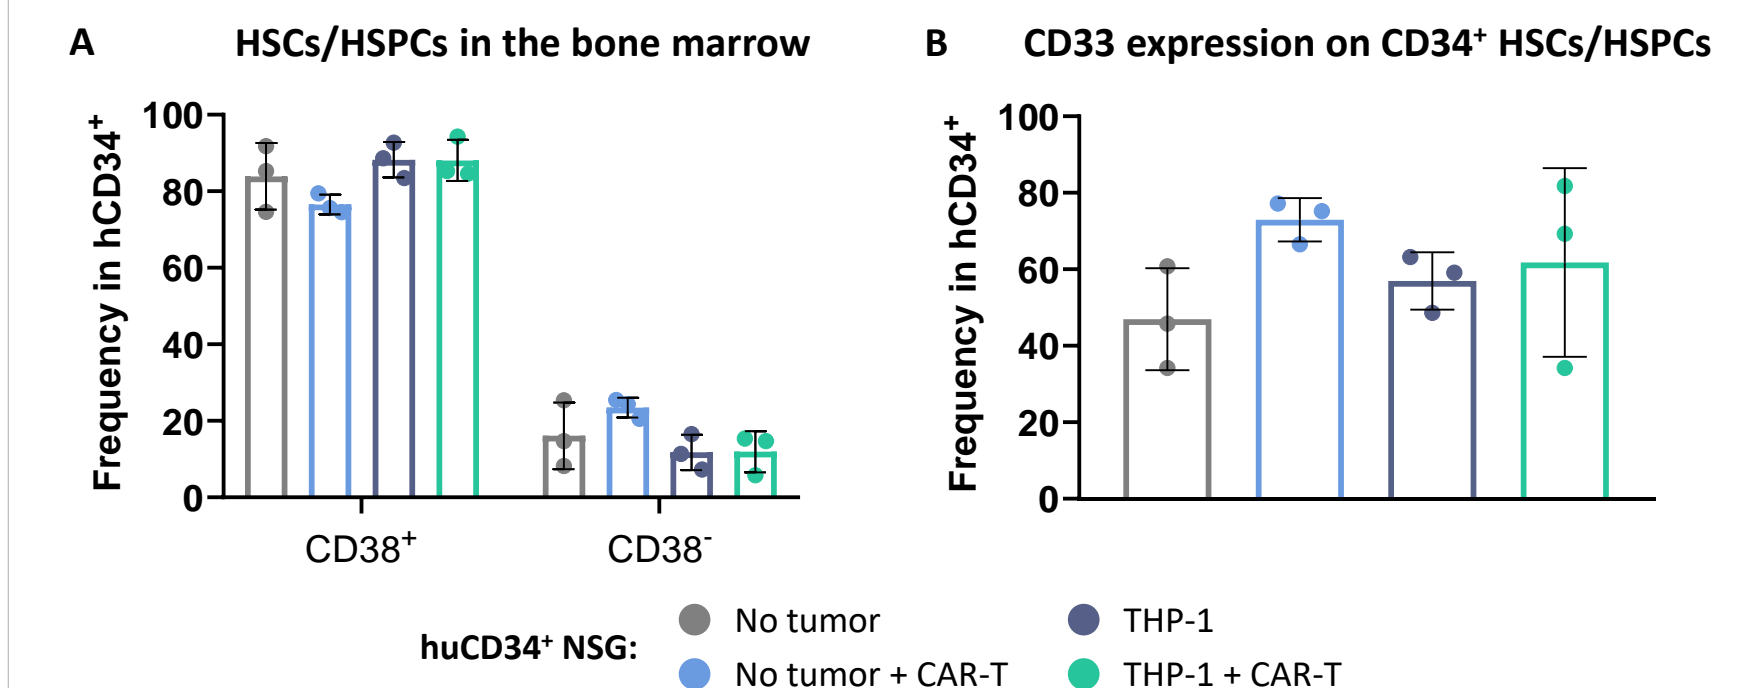 A HSCs/HSPCs in the bone marrow
Frequency in hCD34⁺
100
80
60
40
20
0
CD38⁺ CD38⁻
B CD33 expression on CD34⁺ HSCs/HSPCs
Frequency in hCD34⁺
100
80
60
40
20
0
huCD34⁺ NSG:
No tumor THP-1
No tumor + CAR-T THP-1 + CAR-T